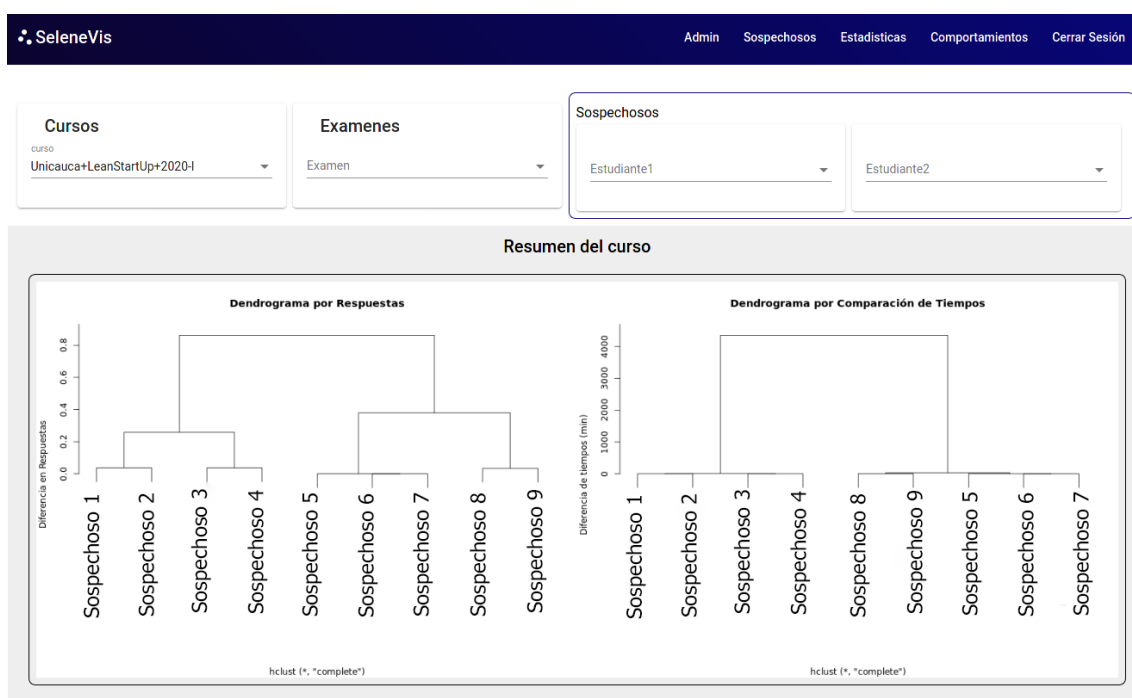 SeleneVis
Admin Sospechosos Estadisticas Comportamientos Cerrar Sesión
Cursos
curso
Unicauca+LeanStartUp+2020-I
Examenes
Examen
Sospechosos
Estudiante1
Estudiante2
Resumen del curso
Dendrograma por Respuestas
Diferencia en Respuestas
0.8
0.6
0.4
0.2
0.0
Sospechoso 1
Sospechoso 2
Sospechoso 3
Sospechoso 4
Sospechoso 5
Sospechoso 6
Sospechoso 7
Sospechoso 8
Sospechoso 9
hclust (*, "complete")
Dendrograma por Comparación de Tiempos
Diferencia de tiempos (min)
4000
3000
2000
1000
0
Sospechoso 1
Sospechoso 2
Sospechoso 3
Sospechoso 4
Sospechoso 8
Sospechoso 9
Sospechoso 5
Sospechoso 6
Sospechoso 7
hclust (*, "complete")